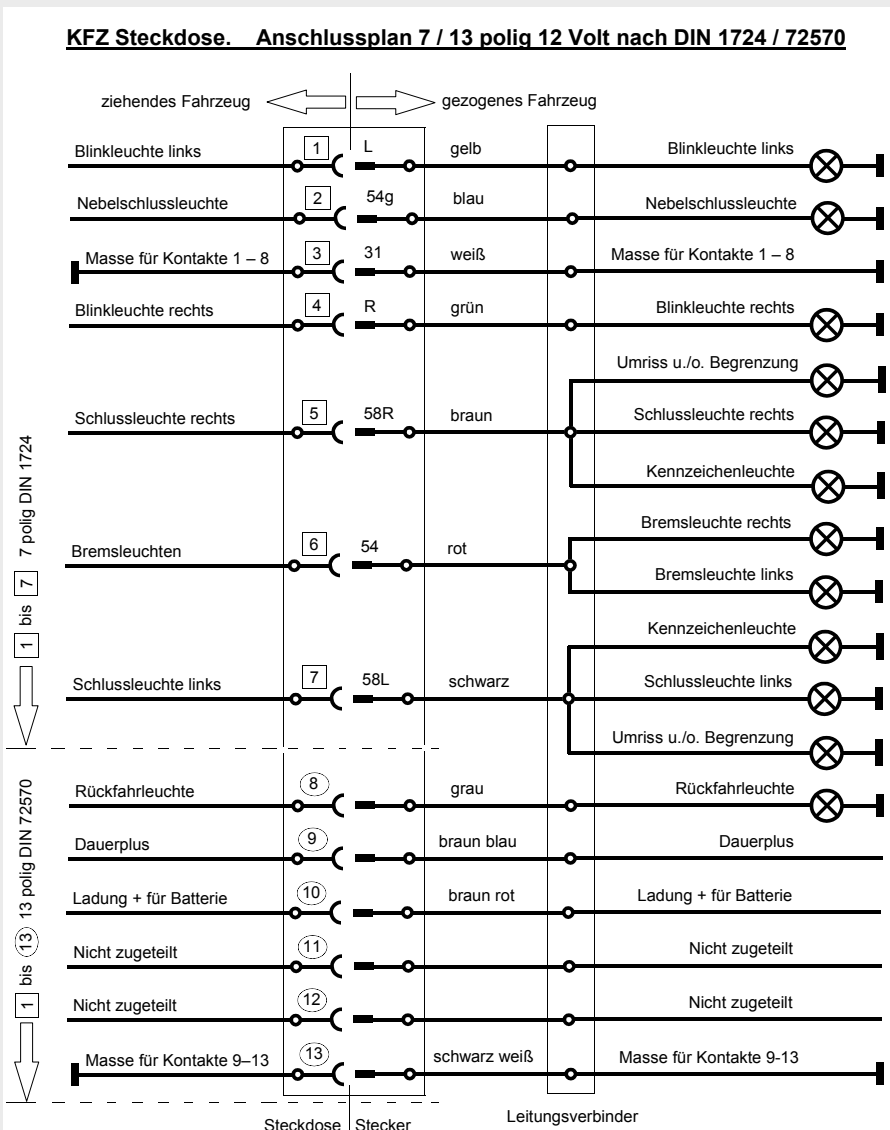 KFZ Steckdose. Anschlussplan 7 / 13 polig 12 Volt nach DIN 1724 / 72570
ziehendes Fahrzeug gezogenes Fahrzeug
Blinkleuchte links 1 L gelb Blinkleuchte links
Nebelschlussleuchte 2 54g blau Nebelschlussleuchte
Masse für Kontakte 1 – 8 3 31 weiß Masse für Kontakte 1 – 8
Blinkleuchte rechts 4 R grün Blinkleuchte rechts
Umriss u./o. Begrenzung
Schlussleuchte rechts 5 58R braun Schlussleuchte rechts
Kennzeichenleuchte
Bremsleuchte rechts
Bremsleuchten 6 54 rot
Bremsleuchte links
Kennzeichenleuchte
Schlussleuchte links 7 58L schwarz Schlussleuchte links
Umriss u./o. Begrenzung
1 bis 7 7 polig DIN 1724
Rückfahrleuchte 8 grau Rückfahrleuchte
Dauerplus 9 braun blau Dauerplus
Ladung + für Batterie 10 braun rot Ladung + für Batterie
Nicht zugeteilt 11 Nicht zugeteilt
Nicht zugeteilt 12 Nicht zugeteilt
Masse für Kontakte 9–13 13 schwarz weiß Masse für Kontakte 9-13
1 bis 13 13 polig DIN 72570
Steckdose Stecker Leitungsverbinder